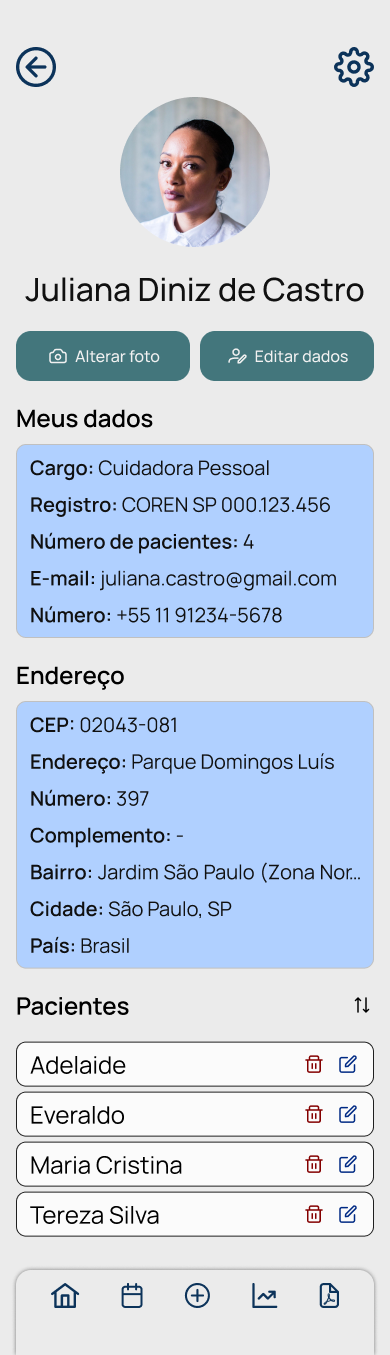 Juliana Diniz de Castro
Alterar foto
Editar dados
Meus dados
Cargo: Cuidadora Pessoal
Registro: COREN SP 000.123.456
Número de pacientes: 4
E-mail: juliana.castro@gmail.com
Número: +55 11 91234-5678
Endereço
CEP: 02043-081
Endereço: Parque Domingos Luís
Número: 397
Complemento: -
Bairro: Jardim São Paulo (Zona Nor...
Cidade: São Paulo, SP
País: Brasil
Pacientes
Adelaide
Everaldo
Maria Cristina
Tereza Silva